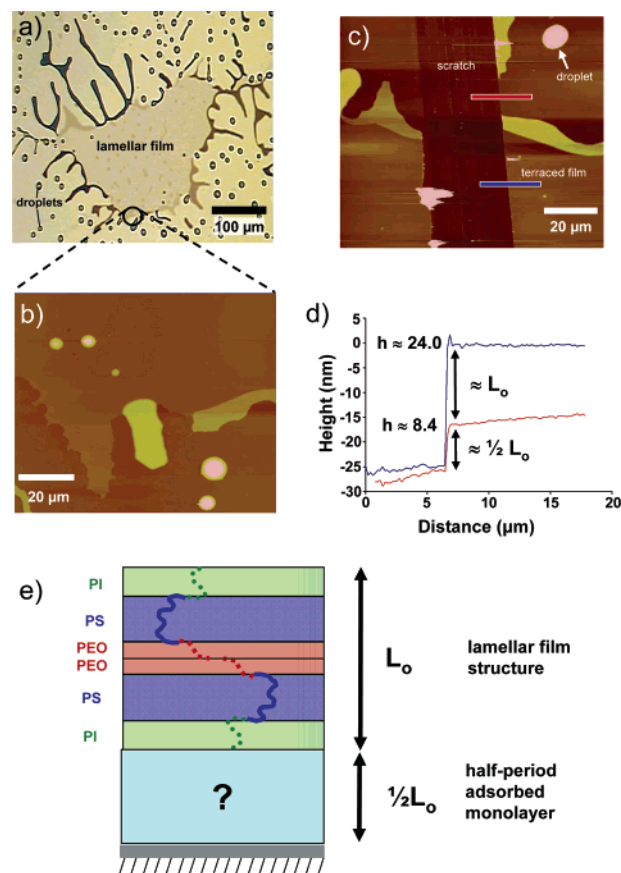 a)
lamellar film
droplets
100 µm
b)
20 µm
c)
scratch
droplet
terraced film
20 µm
d)
Height (nm)
5
0
-5
-10
-15
-20
-25
-30
h ≈ 24.0
≈ Lo
h ≈ 8.4
≈ ½ Lo
0 5 10 15 20
Distance (µm)
e)
PI
PS
PEO
PEO
PS
PI
?
Lo
lamellar film
structure
½Lo
half-period
adsorbed
monolayer